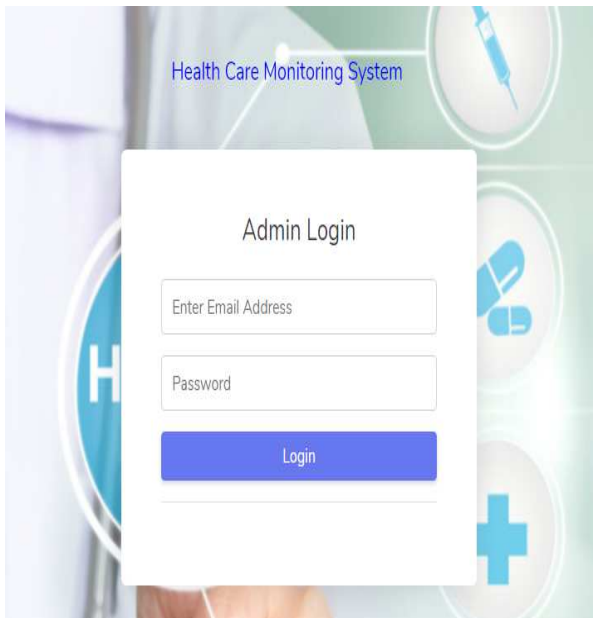 Health Care Monitoring System
Admin Login
Enter Email Address
H
Password
Login